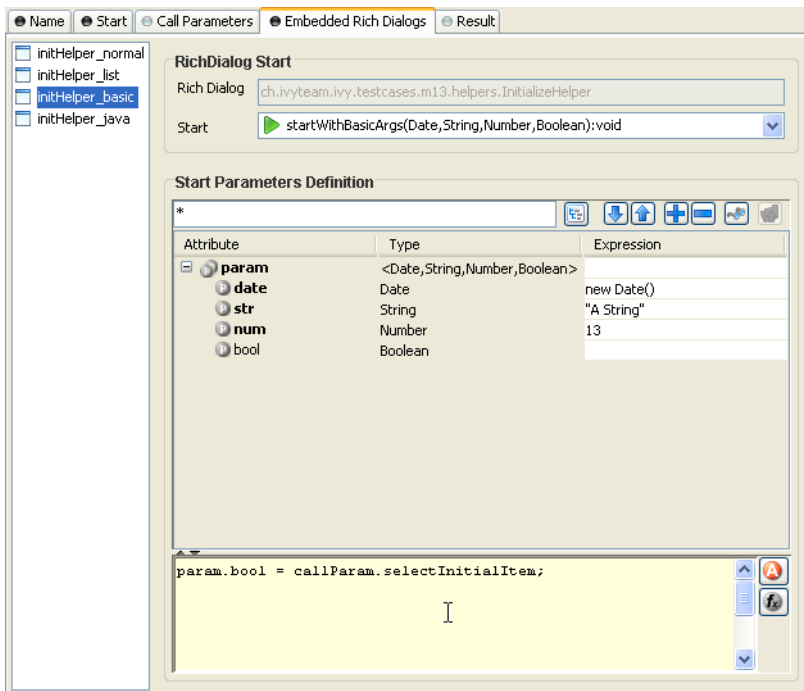 Name Start Call Parameters Embedded Rich Dialogs Result
initHelper_normal
initHelper_list
initHelper_basic
initHelper_java
RichDialog Start
Rich Dialog ch.ivyteam.ivy.testcases.m13.helpers.InitializeHelper
Start startWithBasicArgs(Date,String,Number,Boolean):void
Start Parameters Definition
*
Attribute Type Expression
param <Date,String,Number,Boolean>
date Date new Date()
str String "A String"
num Number 13
bool Boolean
param.bool = callParam.selectInitialItem;
A
fx